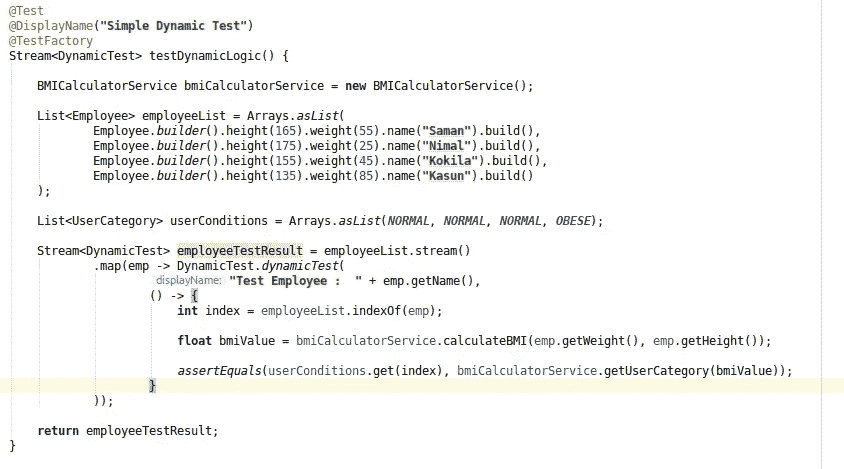 @Test
@DisplayName("Simple Dynamic Test")
@TestFactory
Stream<DynamicTest> testDynamicLogic() {
BMICalculatorService bmiCalculatorService = new BMICalculatorService();
List<Employee> employeeList = Arrays.asList(
Employee.builder().height(165).weight(55).name("Saman").build(),
Employee.builder().height(175).weight(25).name("Nimal").build(),
Employee.builder().height(155).weight(45).name("Kokila").build(),
Employee.builder().height(135).weight(85).name("Kasun").build()
);
List<UserCategory> userConditions = Arrays.asList(NORMAL, NORMAL, NORMAL, OBESE);
Stream<DynamicTest> employeeTestResult = employeeList.stream()
.map(emp -> DynamicTest.dynamicTest(
displayName: "Test Employee :  " + emp.getName(),
() -> {
int index = employeeList.indexOf(emp);
float bmiValue = bmiCalculatorService.calculateBMI(emp.getWeight(), emp.getHeight());
assertEquals(userConditions.get(index), bmiCalculatorService.getUserCategory(bmiValue));
}
));
return employeeTestResult;
}